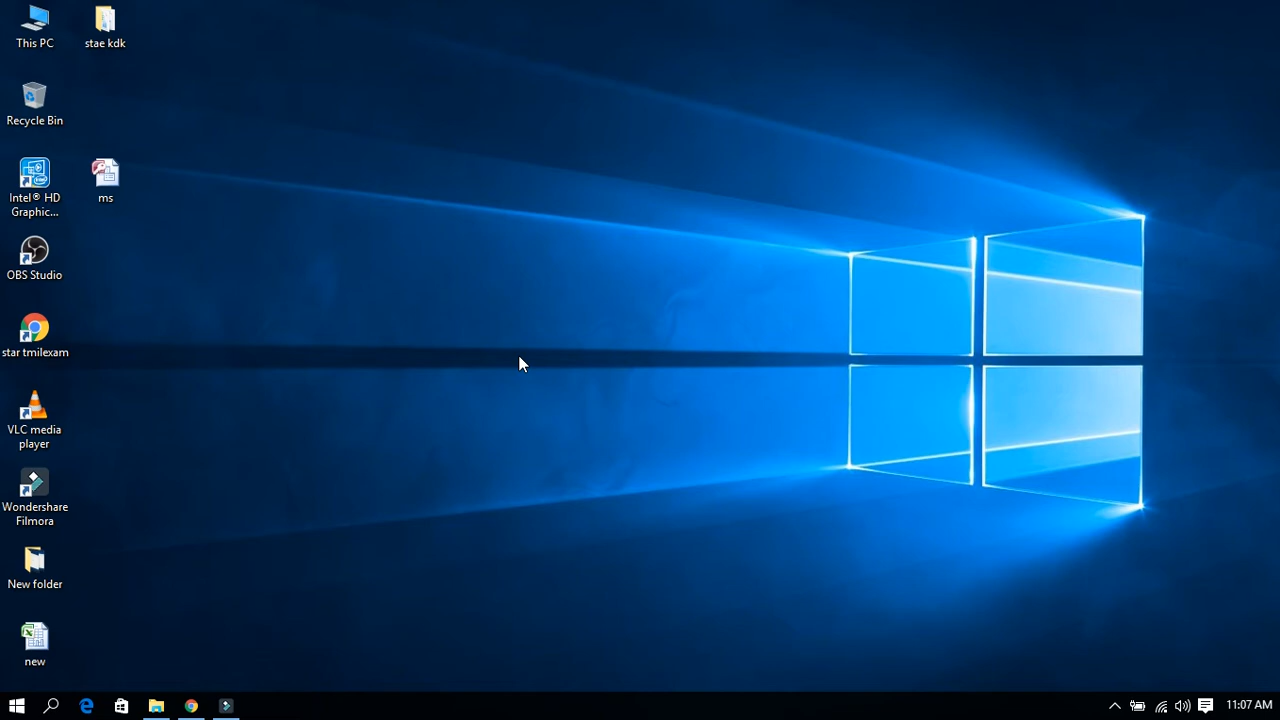 This PC
stae kdk
Recycle Bin
Intel® HD
Graphic...
ms
OBS Studio
star tmilexam
VLC media
player
Wondershare
Filmora
New folder
new
11:07 AM